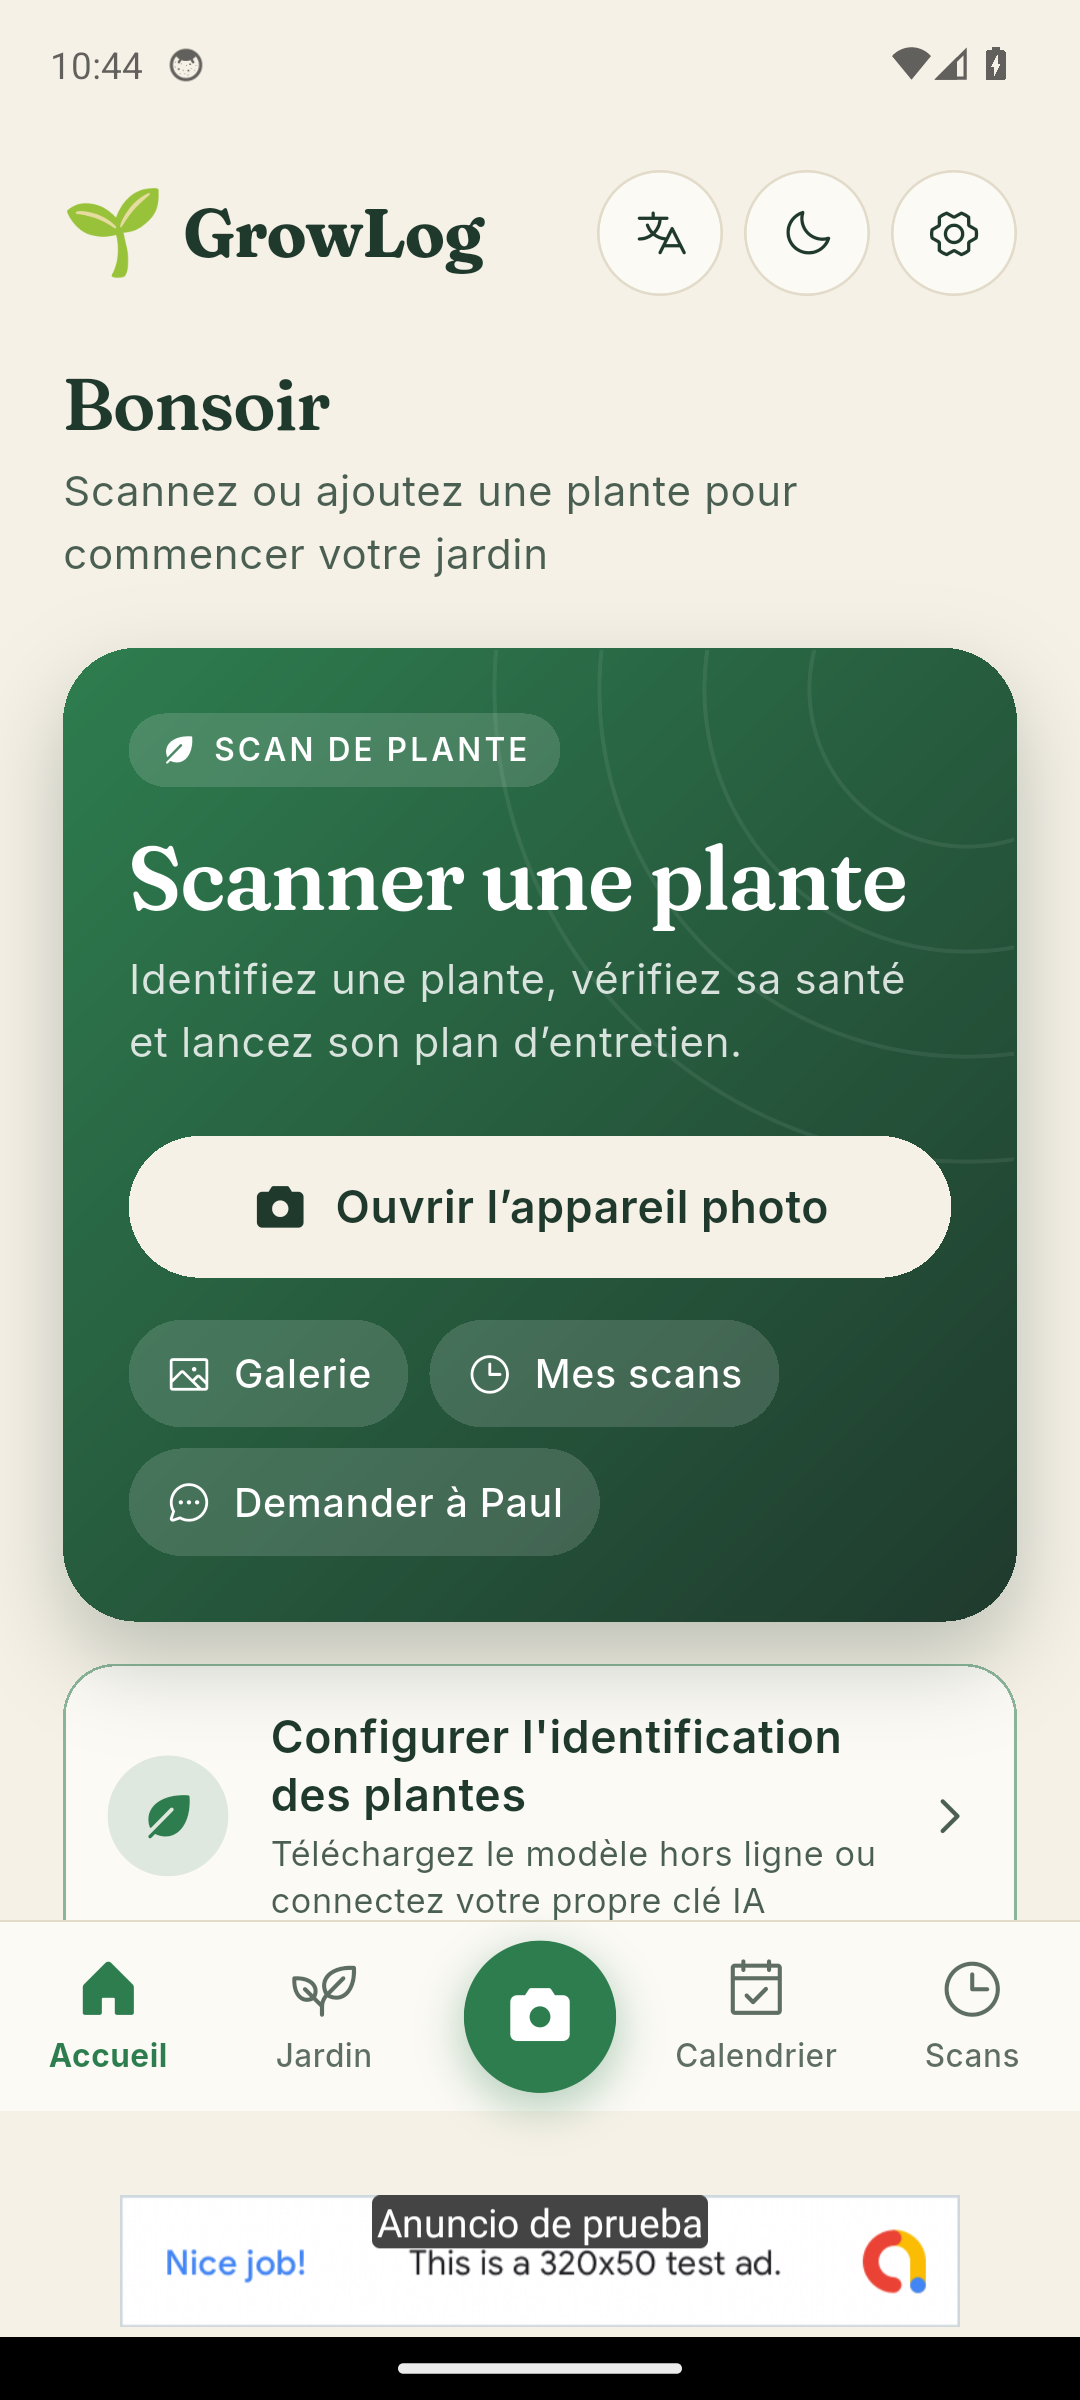 10:44
GrowLog
Bonsoir
Scannez ou ajoutez une plante pour
commencer votre jardin
SCAN DE PLANTE
Scanner une plante
Identifiez une plante, vérifiez sa santé
et lancez son plan d’entretien.
Ouvrir l’appareil photo
Galerie
Mes scans
Demander à Paul
Configurer l'identification
des plantes
Téléchargez le modèle hors ligne ou
connectez votre propre clé IA
Accueil
Jardin
Calendrier
Scans
Anuncio de prueba
Nice job!
This is a 320x50 test ad.